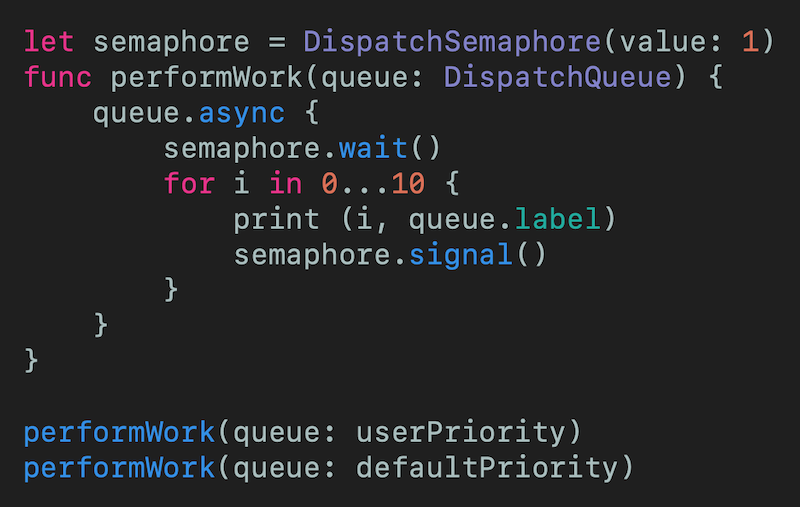 let semaphore = DispatchSemaphore(value: 1)
func performWork(queue: DispatchQueue) {
    queue.async {
        semaphore.wait()
        for i in 0...10 {
            print (i, queue.label)
            semaphore.signal()
        }
    }
}

performWork(queue: userPriority)
performWork(queue: defaultPriority)